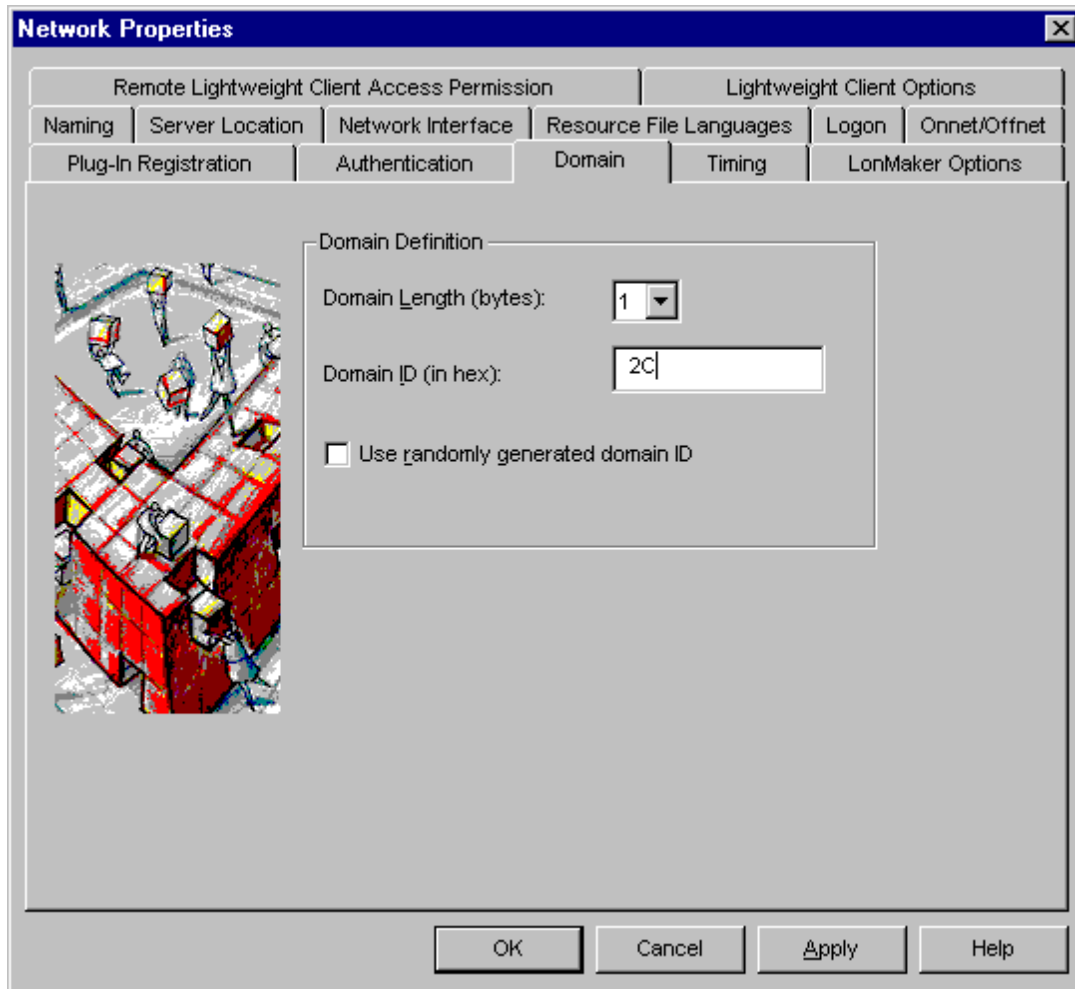 Network Properties
Remote Lightweight Client Access Permission Lightweight Client Options
Naming Server Location Network Interface Resource File Languages Logon Onnet/Offnet
Plug-In Registration Authentication Domain Timing LonMaker Options
Domain Definition
Domain Length (bytes): 1
Domain ID (in hex): 2C
Use randomly generated domain ID
OK Cancel Apply Help